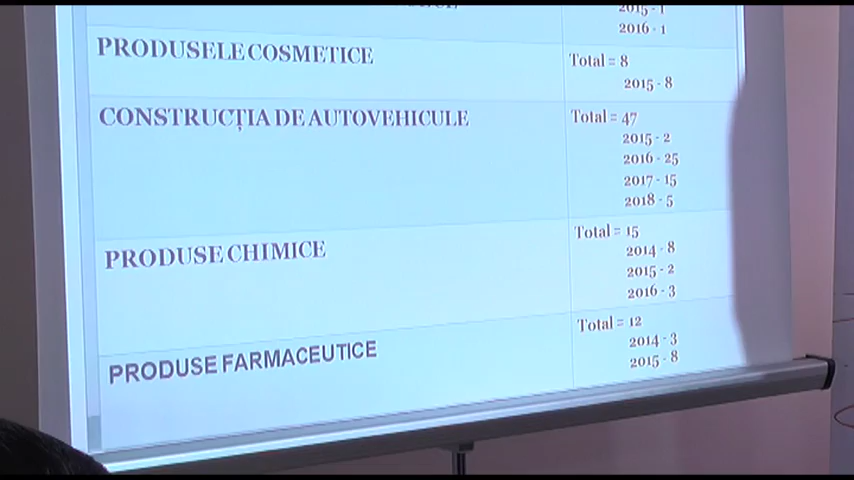 2015 - 1
2016 - 1
PRODUSELE COSMETICE
Total = 8
2015 - 8
CONSTRUCȚIA DE AUTOVEHICULE
Total = 47
2015 - 2
2016 - 25
2017 - 15
2018 - 5
PRODUSE CHIMICE
Total = 15
2014 - 8
2015 - 2
2016 - 3
PRODUSE FARMACEUTICE
Total = 12
2014 - 3
2015 - 8